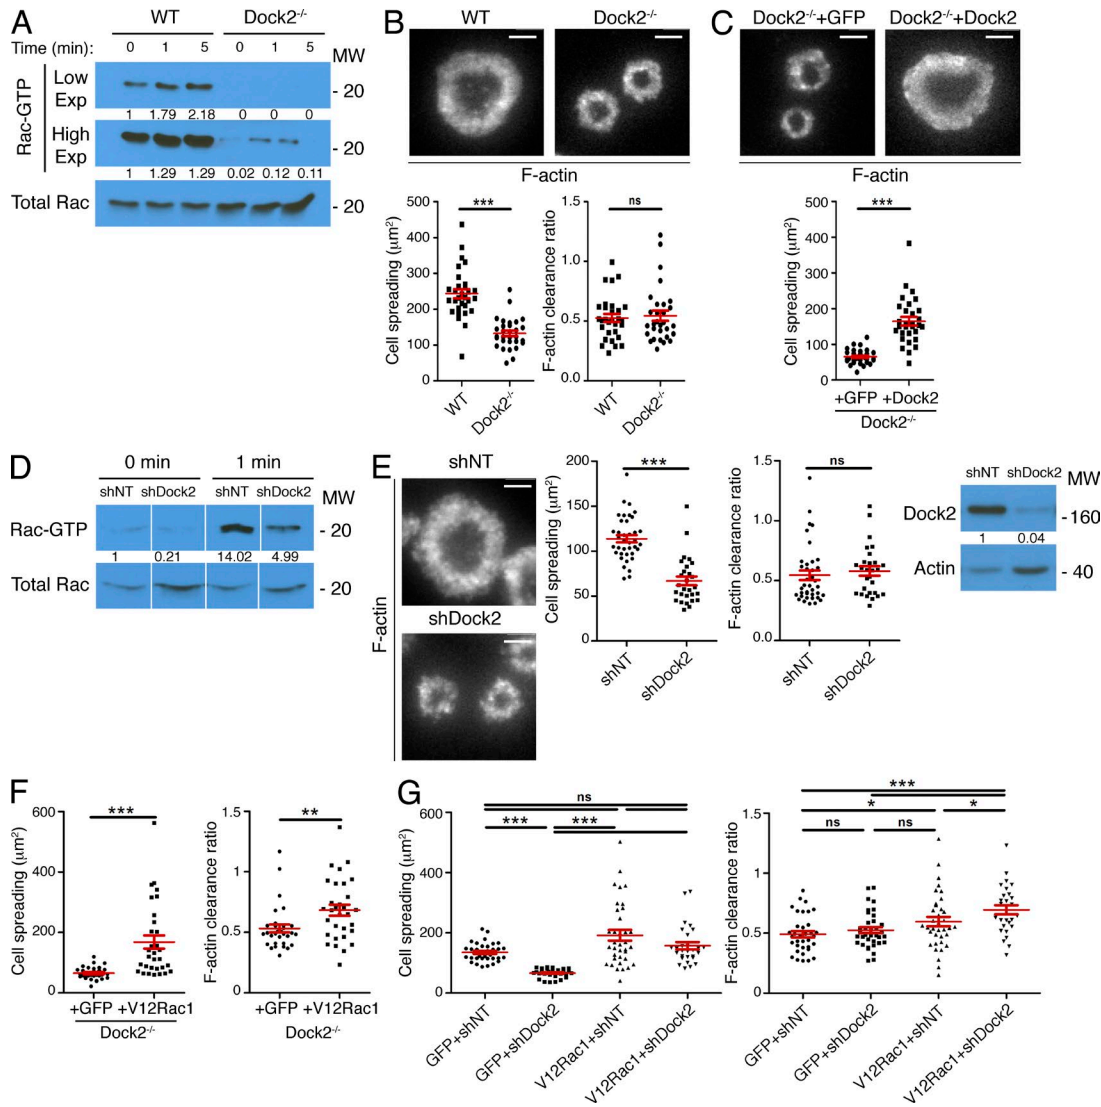 A
WT Dock2-/-
Time (min): 0 1 5 0 1 5 MW
Rac-GTP
Low Exp - 20
1 1.79 2.18 0 0 0
High Exp - 20
1 1.29 1.29 0.02 0.12 0.11
Total Rac - 20
B
WT Dock2-/-
F-actin
Cell spreading (μm²)
500
400
300
200
100
0
***
WT Dock2-/-
F-actin clearance ratio
1.5
1.0
0.5
0.0
ns
WT Dock2-/-
C
Dock2-/-+GFP Dock2-/-+Dock2
F-actin
Cell spreading (μm²)
500
400
300
200
100
0
***
+GFP +Dock2
Dock2-/-
D
0 min 1 min
shNT shDock2 shNT shDock2 MW
Rac-GTP - 20
1 0.21 14.02 4.99
Total Rac - 20
E
F-actin
shNT
shDock2
Cell spreading (μm²)
200
150
100
50
0
***
shNT shDock2
F-actin clearance ratio
1.5
1.0
0.5
0.0
ns
shNT shDock2
shNT shDock2 MW
Dock2 -160
1 0.04
Actin - 40
F
Cell spreading (μm²)
600
400
200
0
***
+GFP +V12Rac1
Dock2-/-
F-actin clearance ratio
1.5
1
0.5
0
**
+GFP +V12Rac1
Dock2-/-
G
Cell spreading (μm²)
600
400
200
0
ns
*** ***
GFP+shNT GFP+shDock2 V12Rac1+shNT V12Rac1+shDock2
F-actin clearance ratio
1.5
1
0.5
0
***
* *
ns ns
GFP+shNT GFP+shDock2 V12Rac1+shNT V12Rac1+shDock2